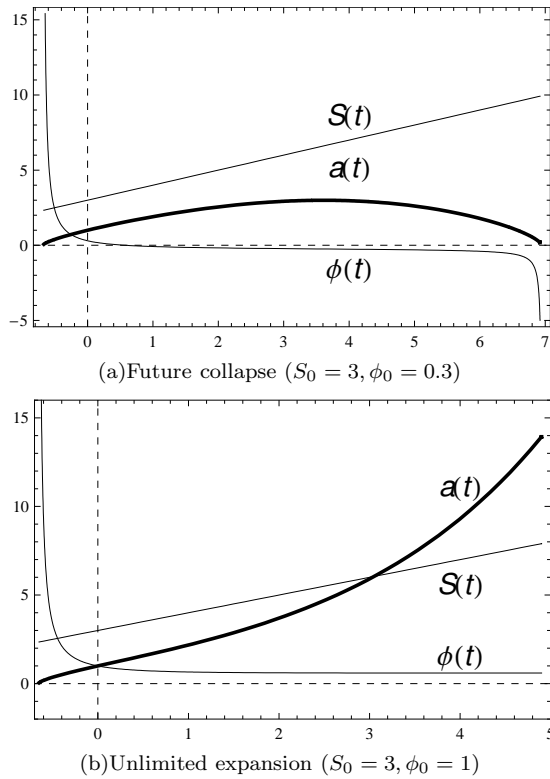 15
10
S(t)
a(t)
5
0
ϕ(t)
−5
0 1 2 3 4 5 6 7
(a)Future collapse (S₀ = 3, ϕ₀ = 0.3)
15
a(t)
10
S(t)
5
ϕ(t)
0
0 1 2 3 4 5
(b)Unlimited expansion (S₀ = 3, ϕ₀ = 1)